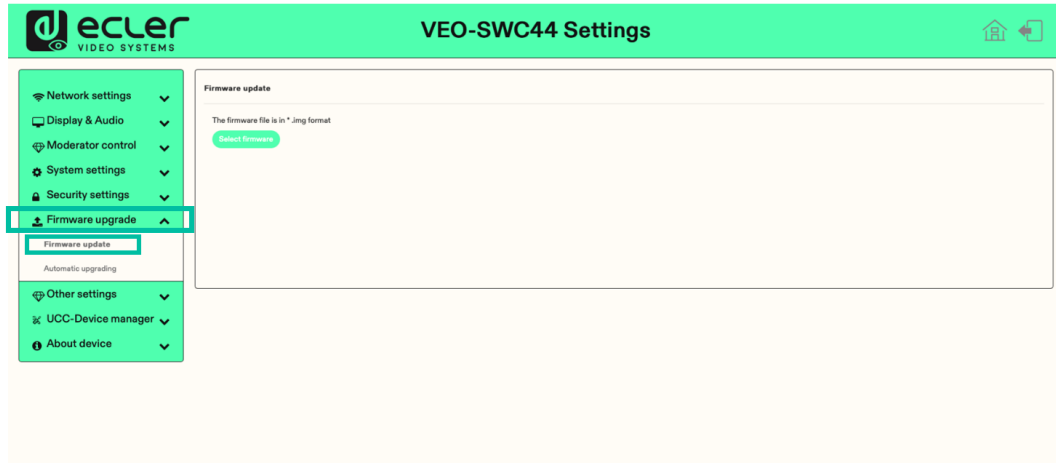 ecler
VIDEO SYSTEMS
VEO-SWC44 Settings
Network settings
Display & Audio
Moderator control
System settings
Security settings
Firmware upgrade
Firmware update
Automatic upgrading
Other settings
UCC-Device manager
About device
Firmware update
The firmware file is in * .img format
Select firmware